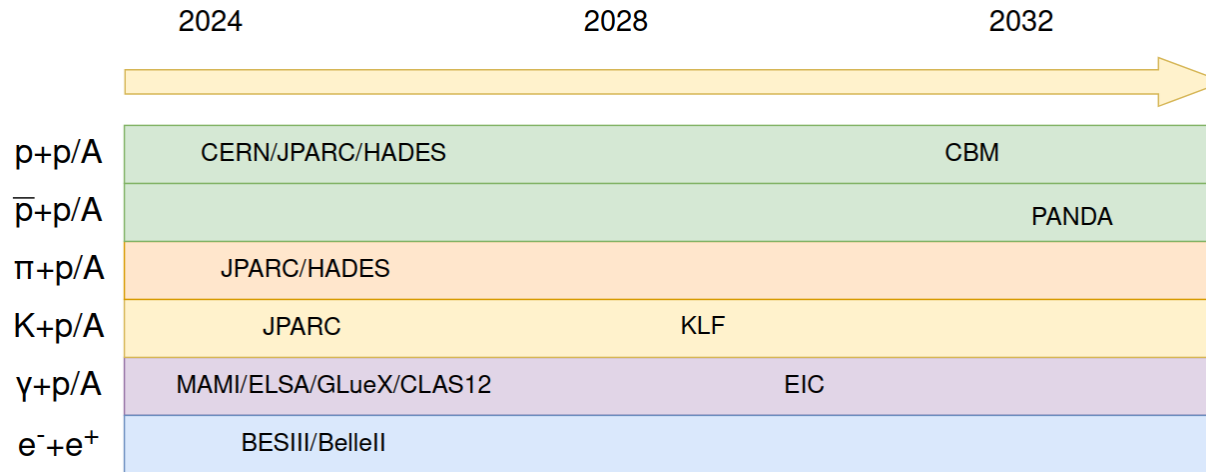 2024 2028 2032
p+p/A CERN/JPARC/HADES CBM
p̅+p/A PANDA
π+p/A JPARC/HADES
K+p/A JPARC KLF
γ+p/A MAMI/ELSA/GLueX/CLAS12 EIC
e⁻+e⁺ BESIII/BelleII